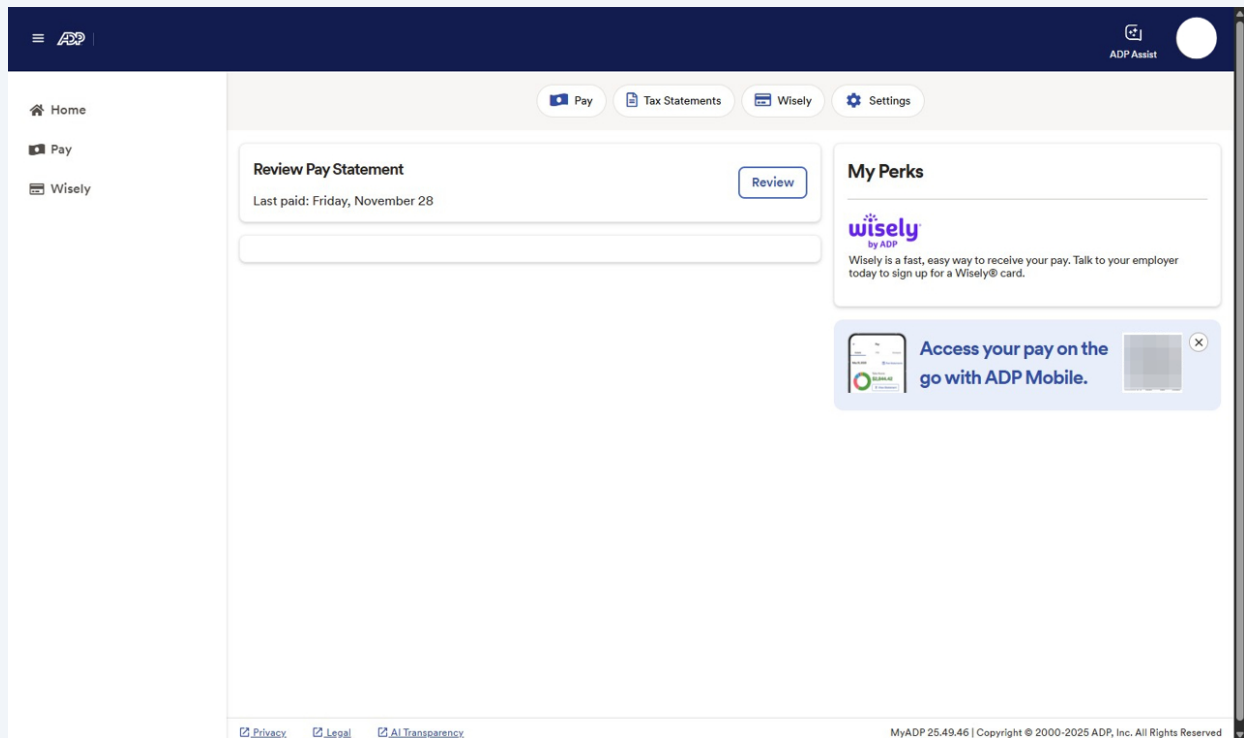 ADP
ADP Assist
Home
Pay
Wisely
Pay
Tax Statements
Wisely
Settings
Review Pay Statement
Last paid: Friday, November 28
Review
My Perks
wisely
by ADP
Wisely is a fast, easy way to receive your pay. Talk to your employer
today to sign up for a Wisely® card.
Access your pay on the
go with ADP Mobile.
Privacy
Legal
AI Transparency
MyADP 25.49.46 | Copyright © 2000-2025 ADP, Inc. All Rights Reserved